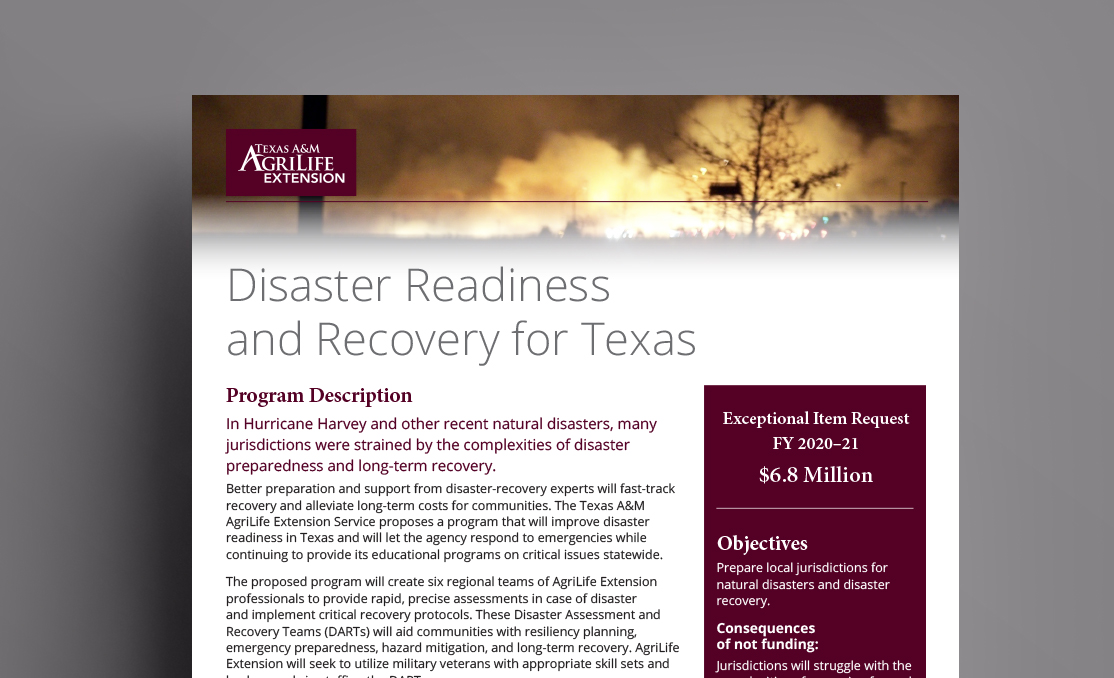 TEXAS A&M
AGRILIFE
EXTENSION
Disaster Readiness
and Recovery for Texas
Program Description
In Hurricane Harvey and other recent natural disasters, many
jurisdictions were strained by the complexities of disaster
preparedness and long-term recovery.
Better preparation and support from disaster-recovery experts will fast-track
recovery and alleviate long-term costs for communities. The Texas A&M
AgriLife Extension Service proposes a program that will improve disaster
readiness in Texas and will let the agency respond to emergencies while
continuing to provide its educational programs on critical issues statewide.
The proposed program will create six regional teams of AgriLife Extension
professionals to provide rapid, precise assessments in case of disaster
and implement critical recovery protocols. These Disaster Assessment and
Recovery Teams (DARTs) will aid communities with resiliency planning,
emergency preparedness, hazard mitigation, and long-term recovery. AgriLife
Extension will seek to utilize military veterans with appropriate skill sets and
Exceptional Item Request
FY 2020–21
$6.8 Million
Objectives
Prepare local jurisdictions for
natural disasters and disaster
recovery.
Consequences
of not funding:
Jurisdictions will struggle with the